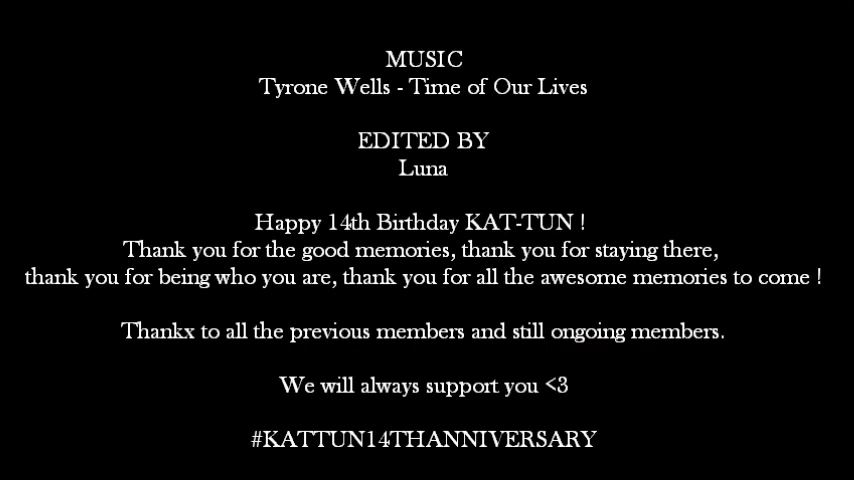 MUSIC
Tyrone Wells - Time of Our Lives
EDITED BY
Luna
Happy 14th Birthday KAT-TUN !
Thank you for the good memories, thank you for staying there,
thank you for being who you are, thank you for all the awesome memories to come !
Thankx to all the previous members and still ongoing members.
We will always support you <3
#KATTUN14THANNIVERSARY